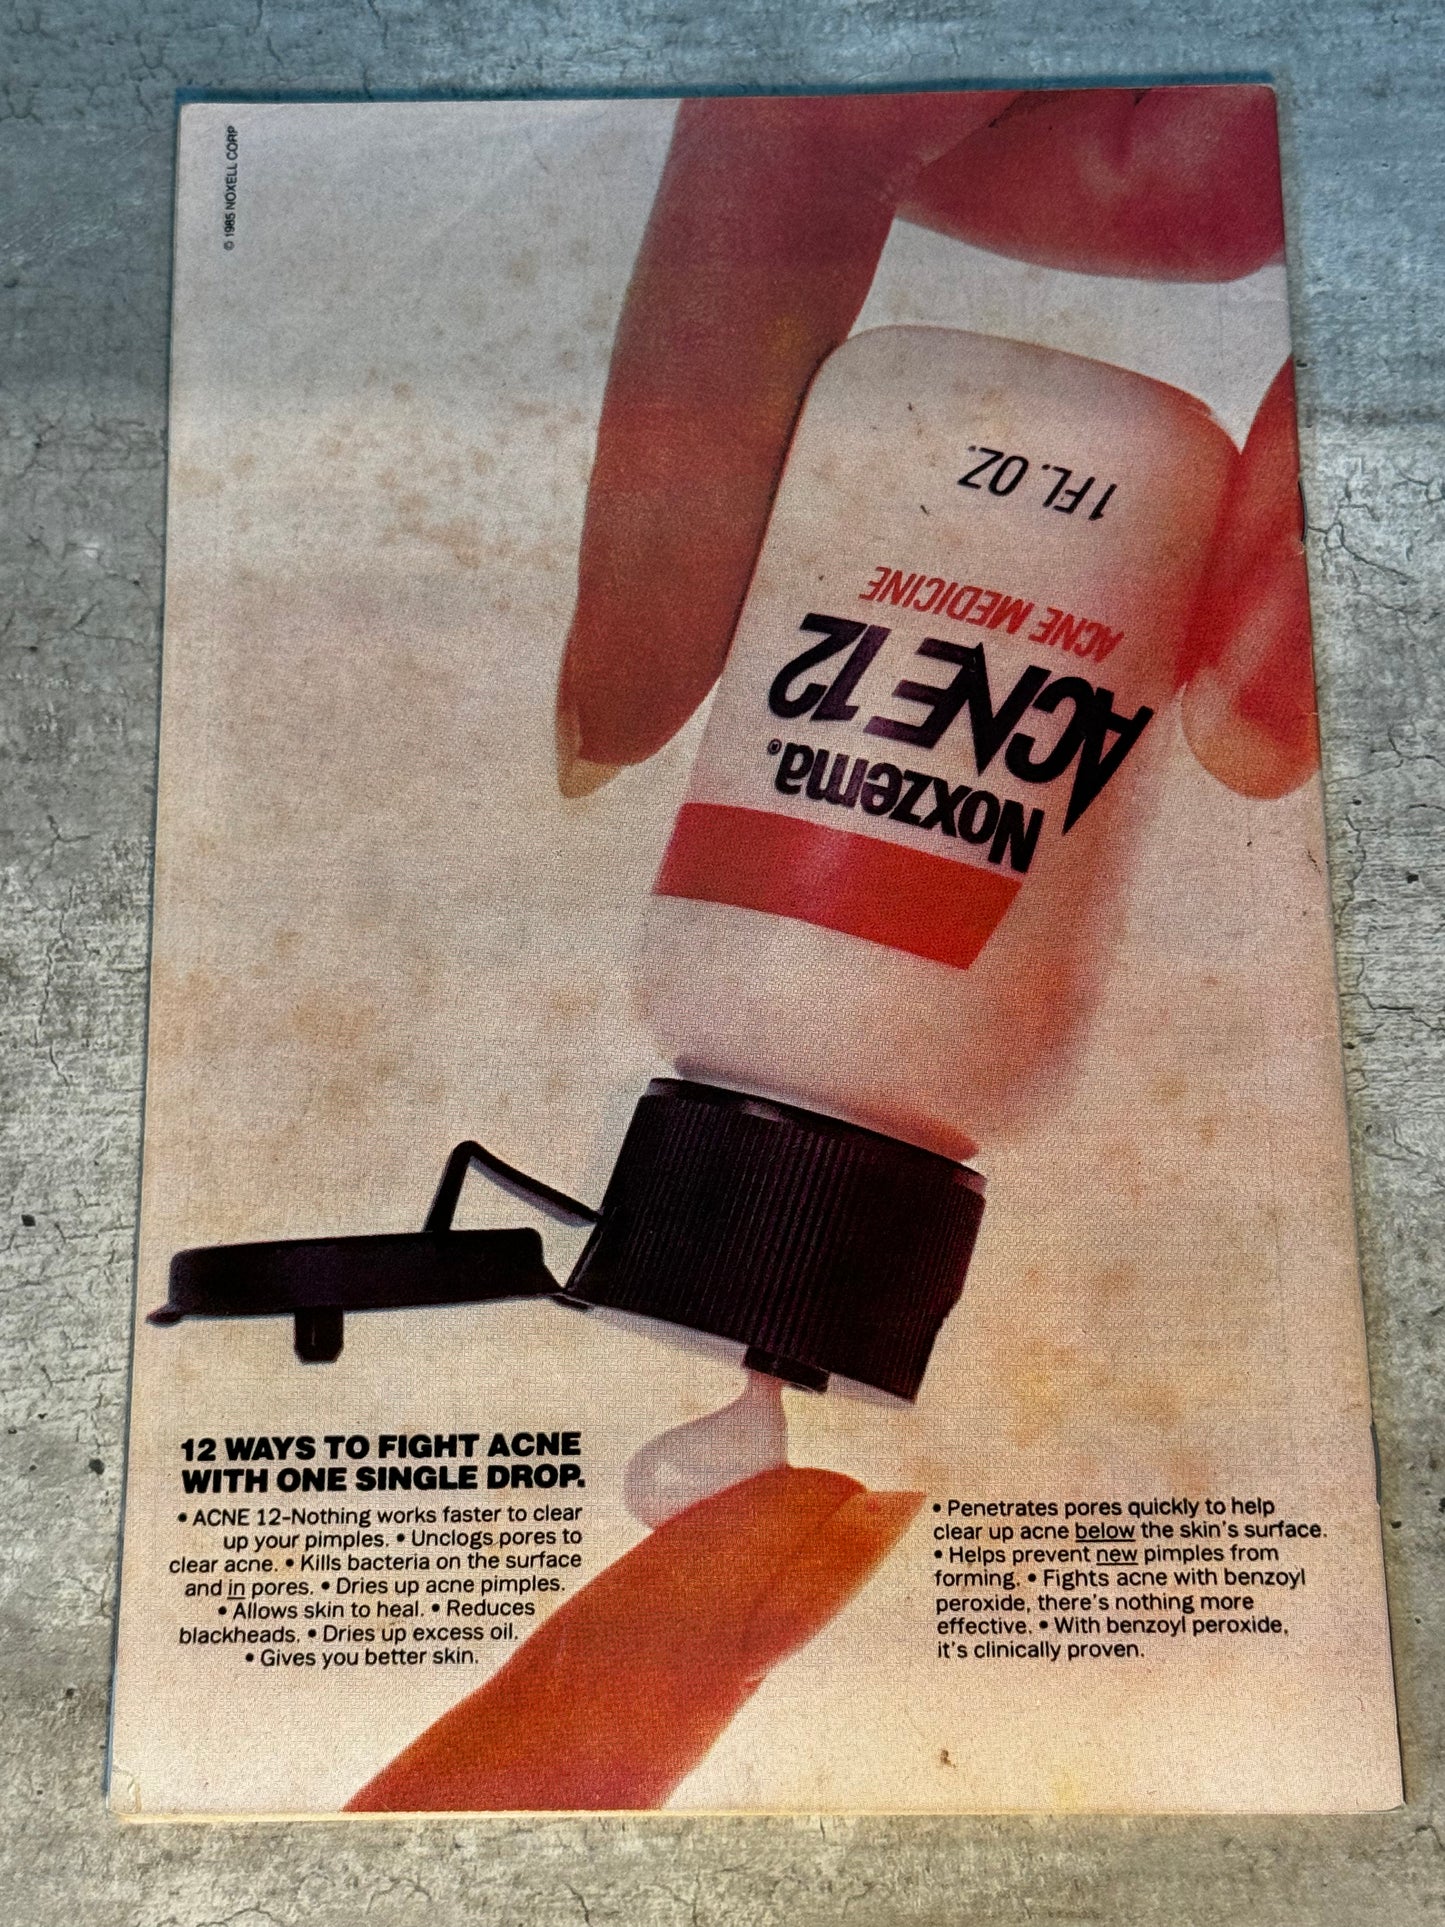 © 1985 NOXELL CORP
1 FL. OZ.
ACNE MEDICINE
ACNE 12
Noxzema®
12 WAYS TO FIGHT ACNE
WITH ONE SINGLE DROP.
• ACNE 12–Nothing works faster to clear
up your pimples. • Unclogs pores to
clear acne. • Kills bacteria on the surface
and in pores. • Dries up acne pimples.
• Allows skin to heal. • Reduces
blackheads. • Dries up excess oil.
• Gives you better skin.
• Penetrates pores quickly to help
clear up acne below the skin's surface.
• Helps prevent new pimples from
forming. • Fights acne with benzoyl
peroxide, there's nothing more
effective. • With benzoyl peroxide,
it's clinically proven.